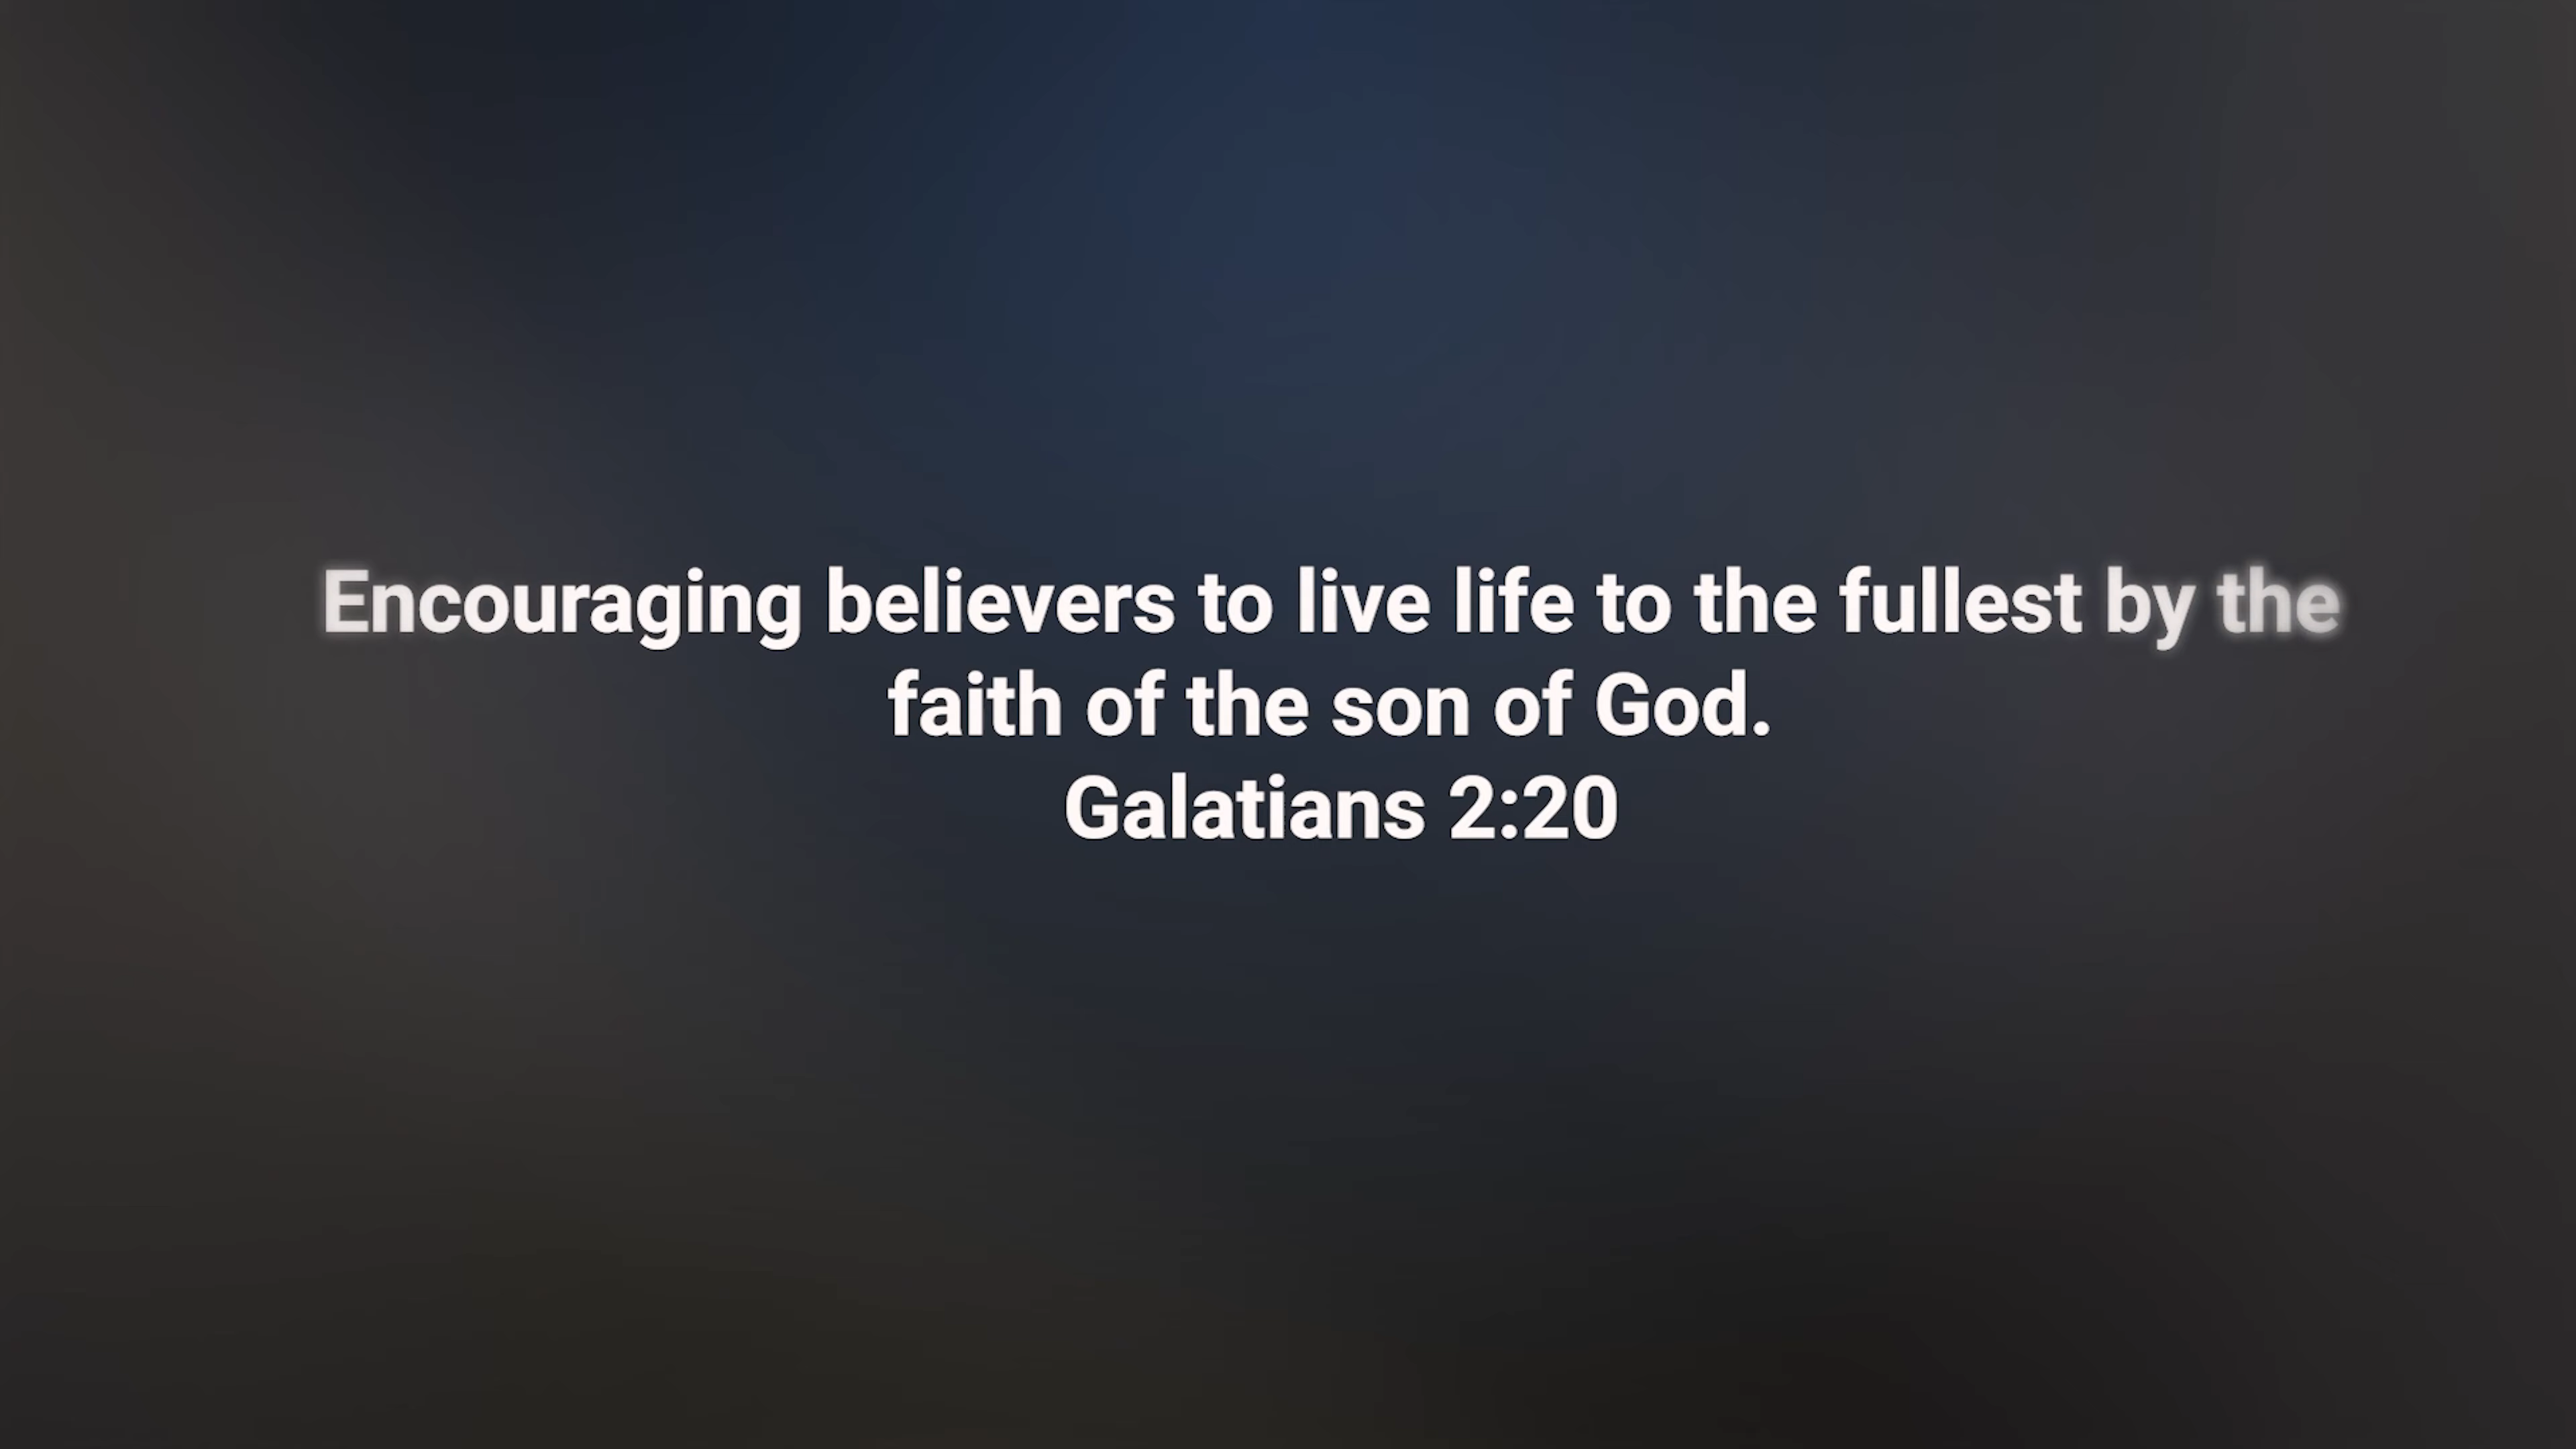 Encouraging believers to live life to the fullest by the
faith of the son of God.
Galatians 2:20